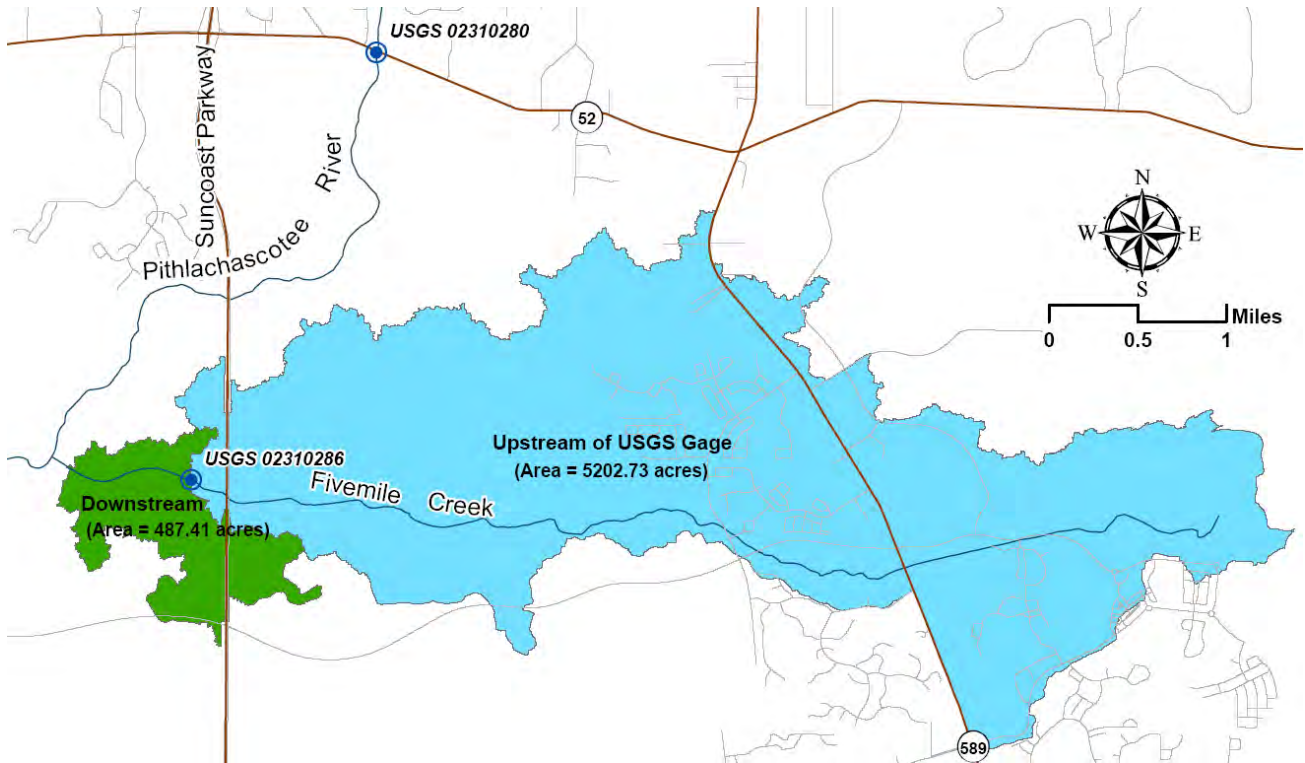 USGS 02310280
Suncoast Parkway
52
Pithlachascotee River
N
W E
S
Miles
0 0.5 1
Upstream of USGS Gage
(Area = 5202.73 acres)
USGS 02310286
Fivemile Creek
Downstream
(Area = 487.41 acres)
589